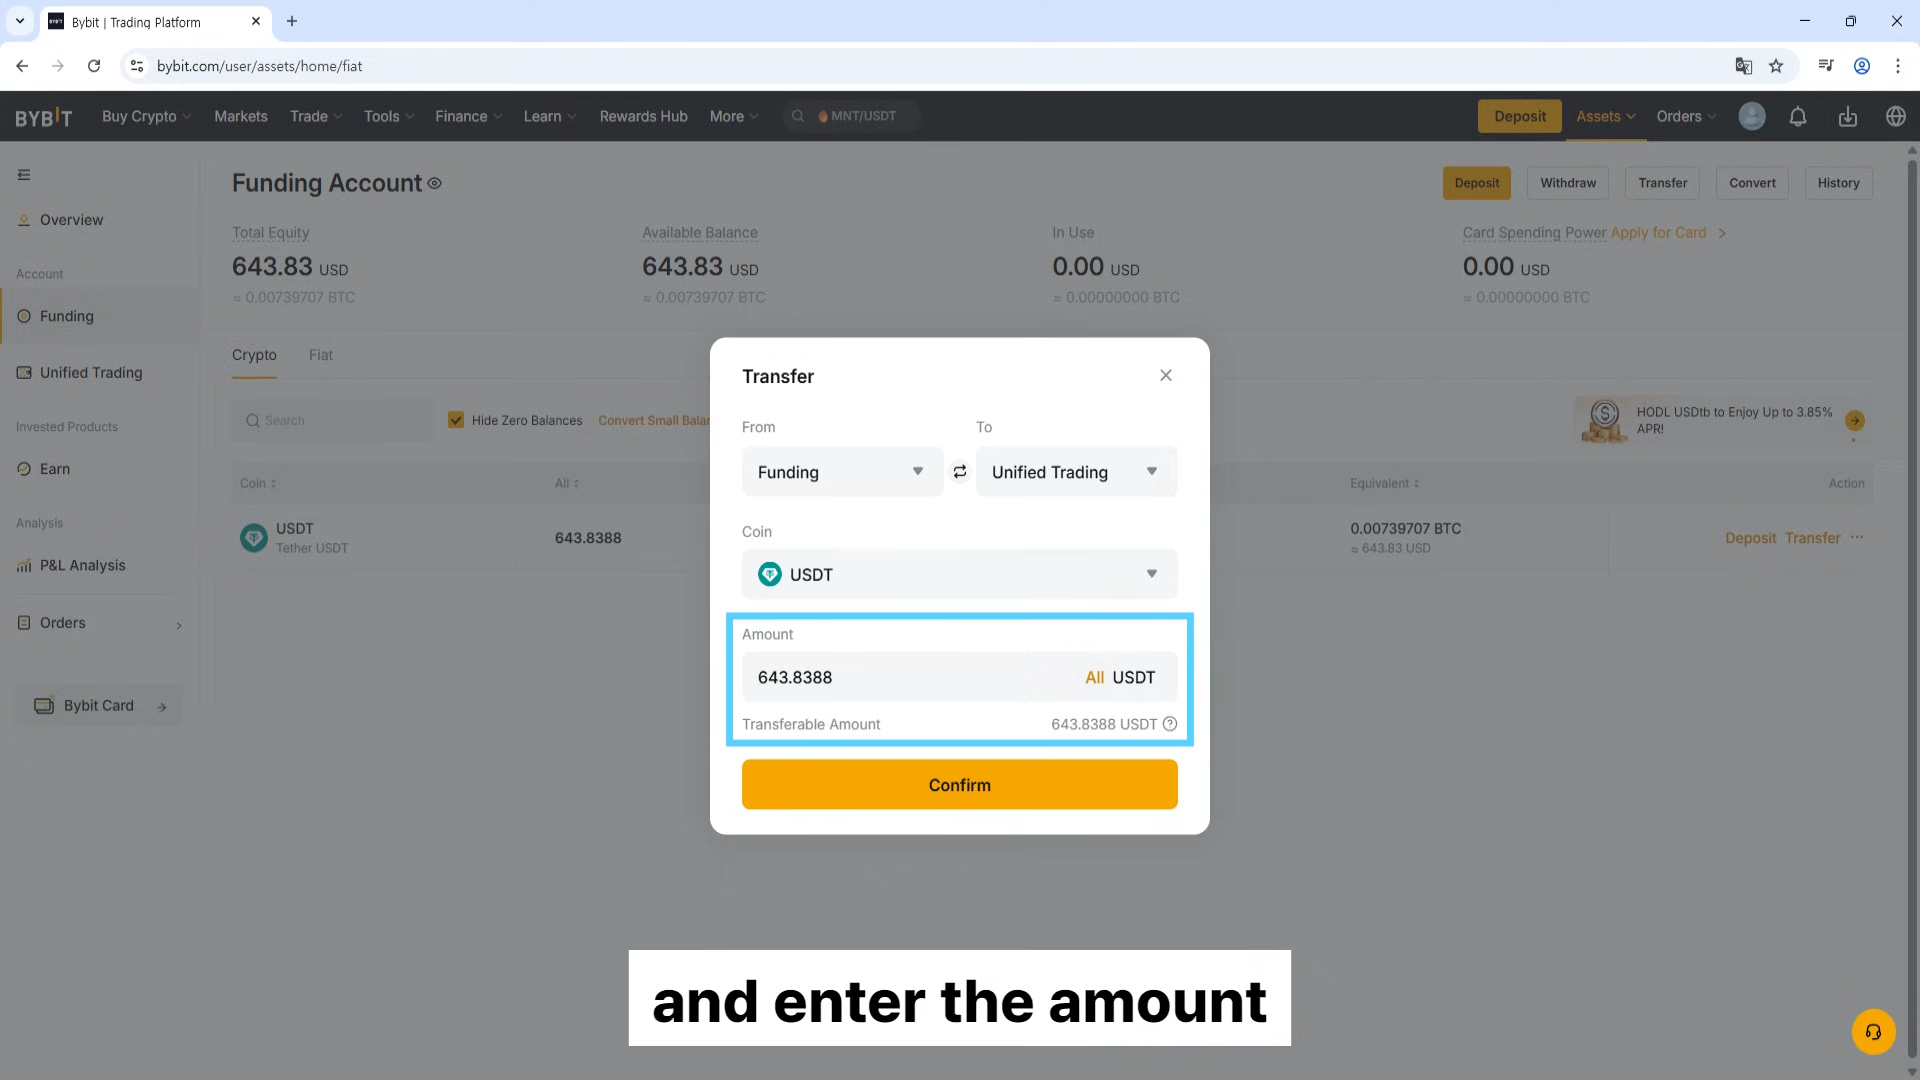 Bybit | Trading Platform
bybit.com/user/assets/home/fiat
BYBIT
Buy Crypto
Markets
Trade
Tools
Finance
Learn
Rewards Hub
More
MNT/USDT
Deposit
Assets
Orders
Funding Account
Deposit
Withdraw
Transfer
Convert
History
Overview
Account
Funding
Unified Trading
Invested Products
Earn
Analysis
P&L Analysis
Orders
Bybit Card
Total Equity
643.83 USD
≈ 0.00739707 BTC
Available Balance
643.83 USD
≈ 0.00739707 BTC
In Use
0.00 USD
≈ 0.00000000 BTC
Card Spending Power Apply for Card
0.00 USD
≈ 0.00000000 BTC
Crypto
Fiat
Search
Hide Zero Balances
Convert Small Balan
HODL USDtb to Enjoy Up to 3.85%
APR!
Coin
All
Equivalent
Action
USDT
Tether USDT
643.8388
0.00739707 BTC
≈ 643.83 USD
Deposit Transfer
Transfer
From
To
Funding
Unified Trading
Coin
USDT
Amount
643.8388
All USDT
Transferable Amount
643.8388 USDT
Confirm
and enter the amount